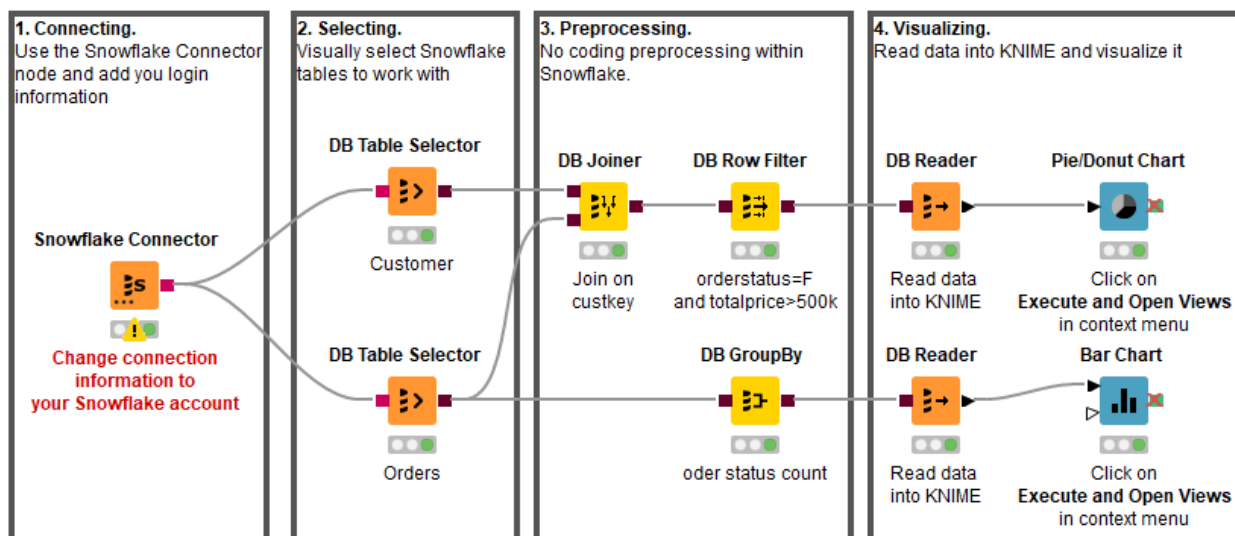 1. Connecting.
Use the Snowflake Connector
node and add you login
information
Snowflake Connector
S
Change connection
information to
your Snowflake account
2. Selecting.
Visually select Snowflake
tables to work with
DB Table Selector
Customer
DB Table Selector
Orders
3. Preprocessing.
No coding preprocessing within
Snowflake.
DB Joiner
Join on
custkey
DB Row Filter
orderstatus=F
and totalprice>500k
DB GroupBy
oder status count
4. Visualizing.
Read data into KNIME and visualize it
DB Reader
Read data
into KNIME
Pie/Donut Chart
Click on
Execute and Open Views
in context menu
DB Reader
Read data
into KNIME
Bar Chart
Click on
Execute and Open Views
in context menu